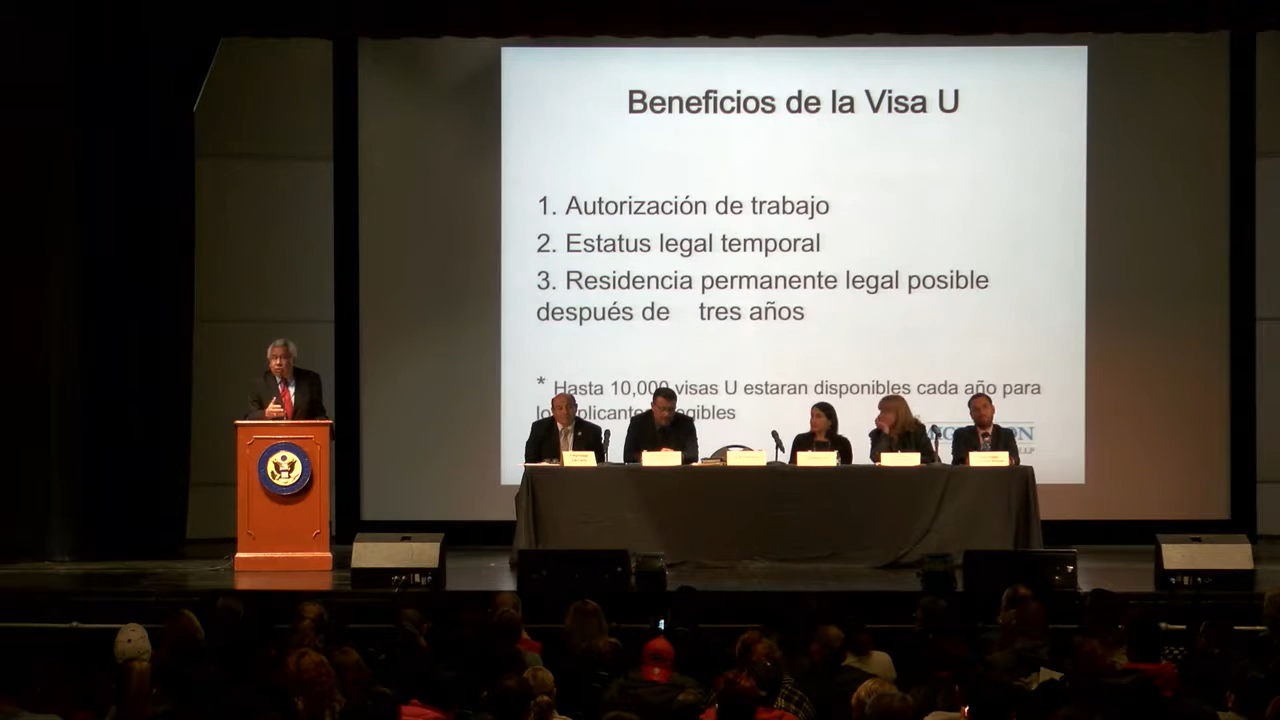 Beneficios de la Visa U
1. Autorización de trabajo
2. Estatus legal temporal
3. Residencia permanente legal posible
después de tres años
* Hasta 10,000 visas U estaran disponibles cada año para